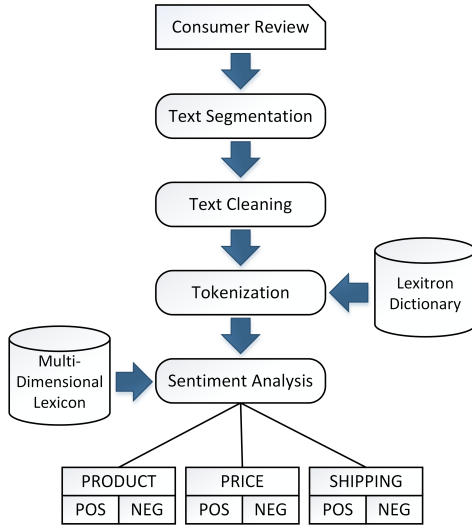 Consumer Review
Text Segmentation
Text Cleaning
Tokenization
Lexitron
Dictionary
Multi-
Dimensional
Lexicon
Sentiment Analysis
PRODUCT
POS NEG
PRICE
POS NEG
SHIPPING
POS NEG